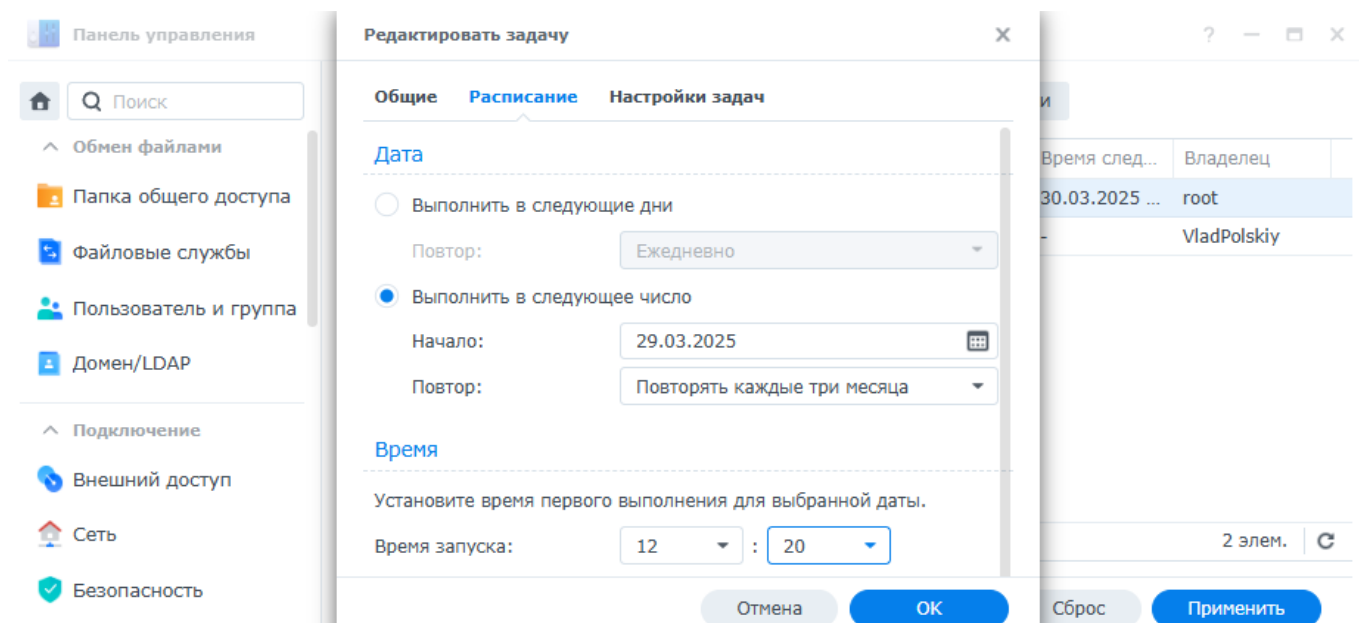 Панель управления
Поиск
Обмен файлами
Папка общего доступа
Файловые службы
Пользователь и группа
Домен/LDAP
Подключение
Внешний доступ
Сеть
Безопасность
Редактировать задачу
Общие Расписание Настройки задач
Дата
Выполнить в следующие дни
Повтор: Ежедневно
Выполнить в следующее число
Начало: 29.03.2025
Повтор: Повторять каждые три месяца
Время
Установите время первого выполнения для выбранной даты.
Время запуска: 12 : 20
Отмена OK
и
Время след... Владелец
30.03.2025 ... root
- VladPolskiy
2 элем.
Сброс Применить